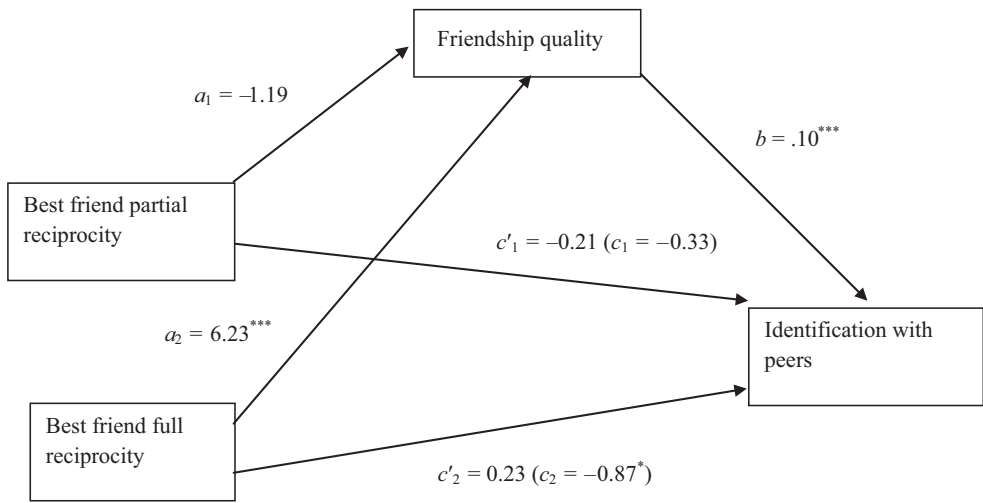 Friendship quality
a₁ = –1.19
b = .10***
Best friend partial
reciprocity
c′₁ = –0.21 (c₁ = –0.33)
a₂ = 6.23***
Identification with
peers
Best friend full
reciprocity
c′₂ = 0.23 (c₂ = –0.87*)